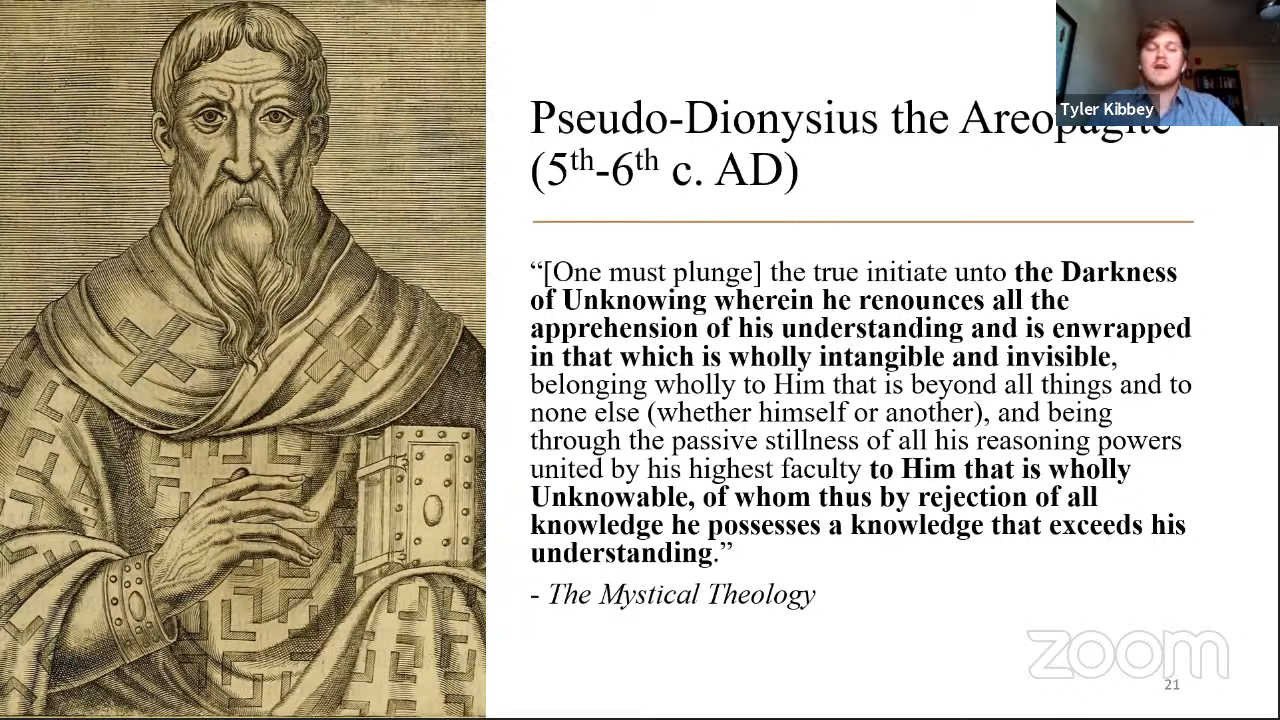 Tyler Kibbey
Pseudo-Dionysius the Areopagite
(5th-6th c. AD)
“[One must plunge] the true initiate unto the Darkness
of Unknowing wherein he renounces all the
apprehension of his understanding and is enwrapped
in that which is wholly intangible and invisible,
belonging wholly to Him that is beyond all things and to
none else (whether himself or another), and being
through the passive stillness of all his reasoning powers
united by his highest faculty to Him that is wholly
Unknowable, of whom thus by rejection of all
knowledge he possesses a knowledge that exceeds his
understanding.”
- The Mystical Theology
zoom
21